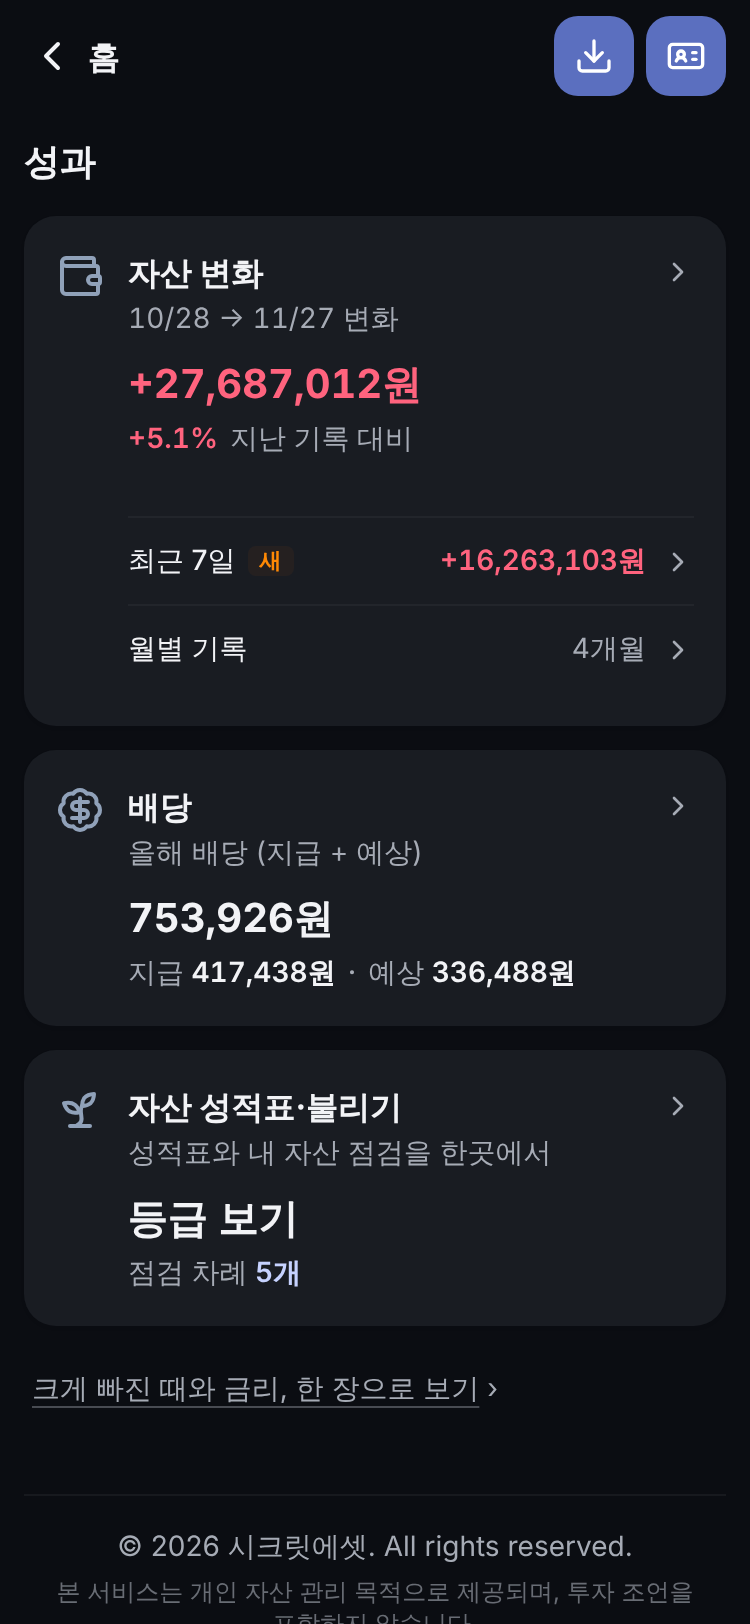 홈
성과
자산 변화
10/28 → 11/27 변화
+27,687,012원
+5.1% 지난 기록 대비
최근 7일 새 +16,263,103원
월별 기록 4개월
배당
올해 배당 (지급 + 예상)
753,926원
지급 417,438원 · 예상 336,488원
자산 성적표·불리기
성적표와 내 자산 점검을 한곳에서
등급 보기
점검 차례 5개
크게 빠진 때와 금리, 한 장으로 보기 ›
© 2026 시크릿에셋. All rights reserved.
본 서비스는 개인 자산 관리 목적으로 제공되며, 투자 조언을
포함하지 않습니다